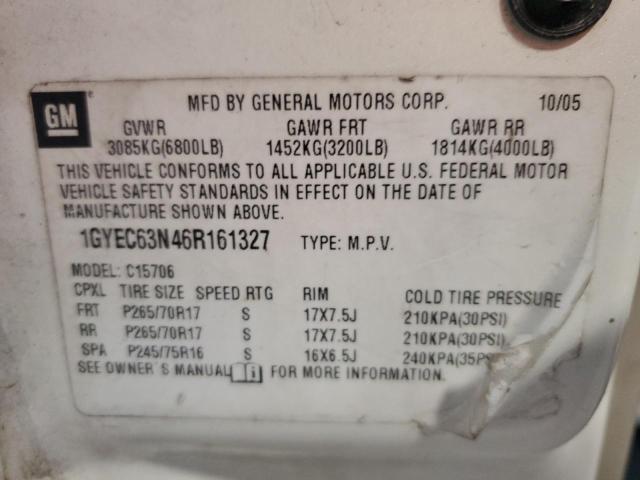 GM
MFD BY GENERAL MOTORS CORP. 10/05
GVWR GAWR FRT GAWR RR
3085KG(6800LB) 1452KG(3200LB) 1814KG(4000LB)
THIS VEHICLE CONFORMS TO ALL APPLICABLE U.S. FEDERAL MOTOR
VEHICLE SAFETY STANDARDS IN EFFECT ON THE DATE OF
MANUFACTURE SHOWN ABOVE.
1GYEC63N46R161327 TYPE: M.P.V.
MODEL: C15706
CPXL TIRE SIZE SPEED RTG RIM COLD TIRE PRESSURE
FRT P265/70R17 S 17X7.5J 210KPA(30PSI)
RR P265/70R17 S 17X7.5J 210KPA(30PSI)
SPA P245/75R16 S 16X6.5J 240KPA(35PS
SEE OWNER'S MANUAL i FOR MORE INFORMATION.